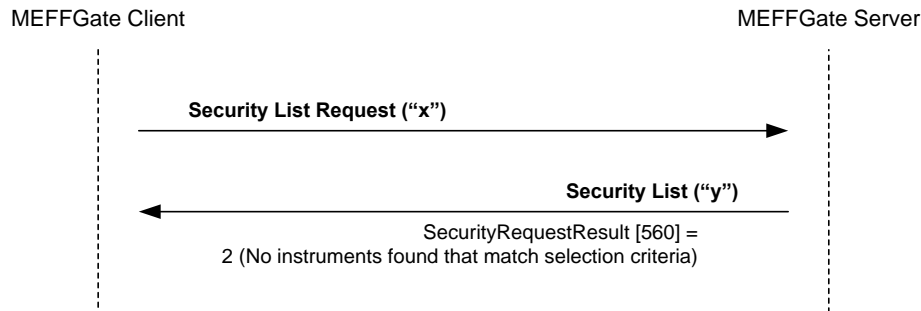 MEFFGate Client
MEFFGate Server
Security List Request (“x”)
Security List (“y”)
SecurityRequestResult [560] =
2 (No instruments found that match selection criteria)